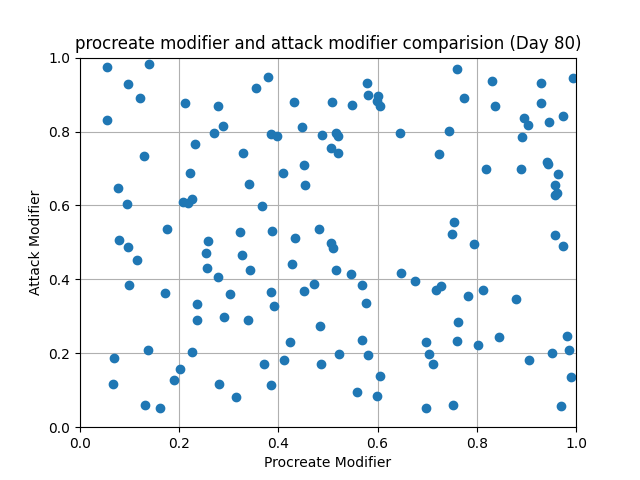 procreate modifier and attack modifier comparision (Day 80)
1.0
0.8
0.6
0.4
0.2
0.0
Attack Modifier
0.0 0.2 0.4 0.6 0.8 1.0
Procreate Modifier